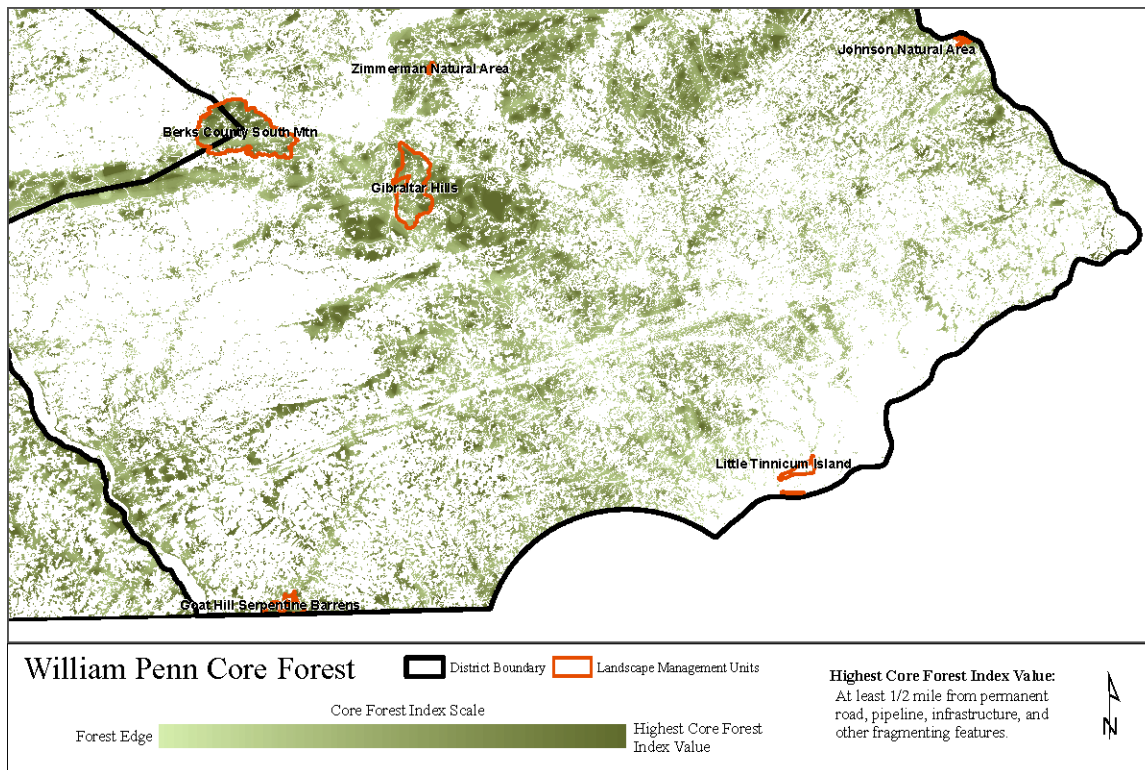 Johnson Natural Area
Zimmerman Natural Area
Berks County South Mtn
Gibraltar Hills
Little Tinnicum Island
Goat Hill Serpentine Barrens
William Penn Core Forest
District Boundary
Landscape Management Units
Core Forest Index Scale
Forest Edge
Highest Core Forest
Index Value
Highest Core Forest Index Value:
At least 1/2 mile from permanent
road, pipeline, infrastructure, and
other fragmenting features.
N